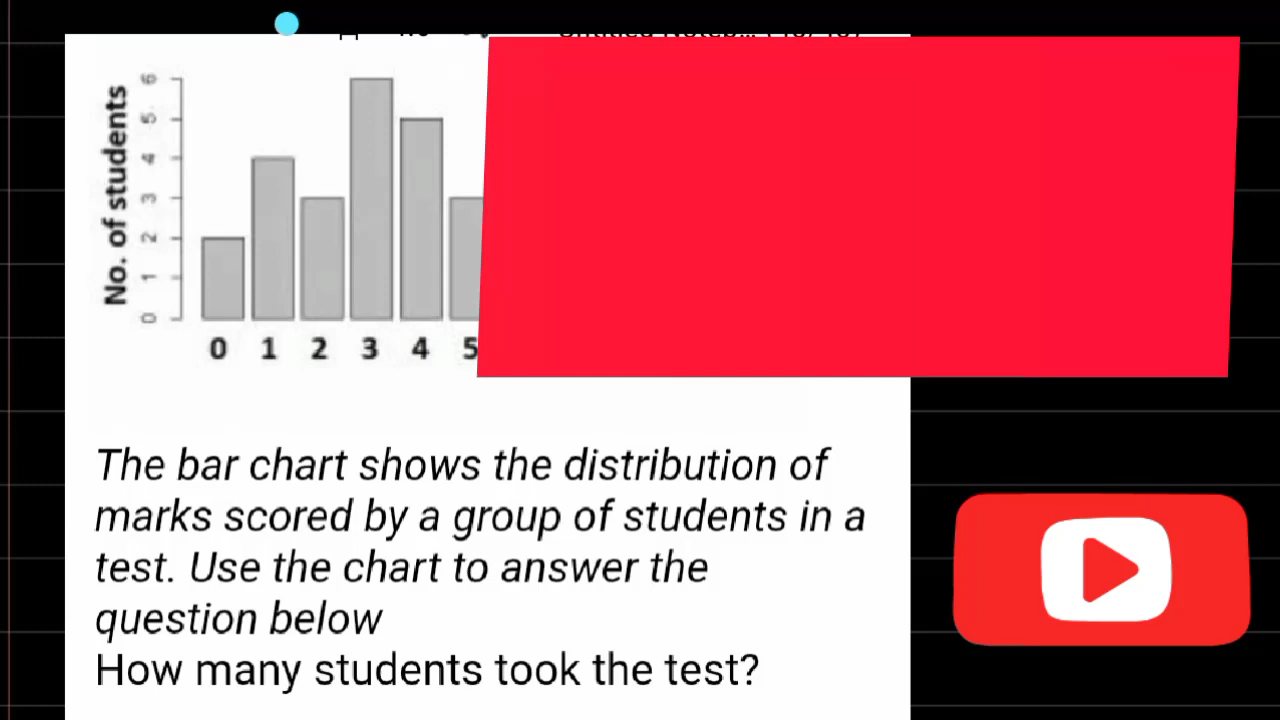 No. of students
6
5
4
3
2
1
0
0 1 2 3 4 5
The bar chart shows the distribution of
marks scored by a group of students in a
test. Use the chart to answer the
question below
How many students took the test?